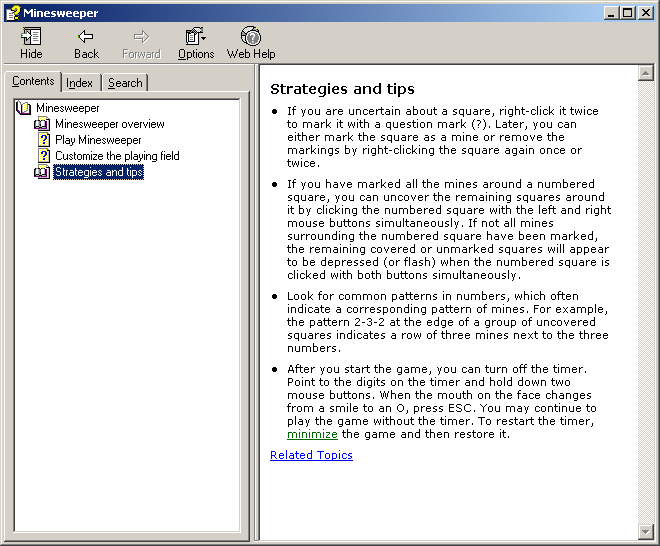 Minesweeper
Hide
Back
Forward
Options
Web Help
Contents
Index
Search
Minesweeper
Minesweeper overview
Play Minesweeper
Customize the playing field
Strategies and tips
Strategies and tips
• If you are uncertain about a square, right-click it twice
to mark it with a question mark (?). Later, you can
either mark the square as a mine or remove the
markings by right-clicking the square again once or
twice.
• If you have marked all the mines around a numbered
square, you can uncover the remaining squares around
it by clicking the numbered square with the left and right
mouse buttons simultaneously. If not all mines
surrounding the numbered square have been marked,
the remaining covered or unmarked squares will appear
to be depressed (or flash) when the numbered square is
clicked with both buttons simultaneously.
• Look for common patterns in numbers, which often
indicate a corresponding pattern of mines. For example,
the pattern 2-3-2 at the edge of a group of uncovered
squares indicates a row of three mines next to the three
numbers.
• After you start the game, you can turn off the timer.
Point to the digits on the timer and hold down two
mouse buttons. When the mouth on the face changes
from a smile to an O, press ESC. You may continue to
play the game without the timer. To restart the timer,
minimize the game and then restore it.
Related Topics